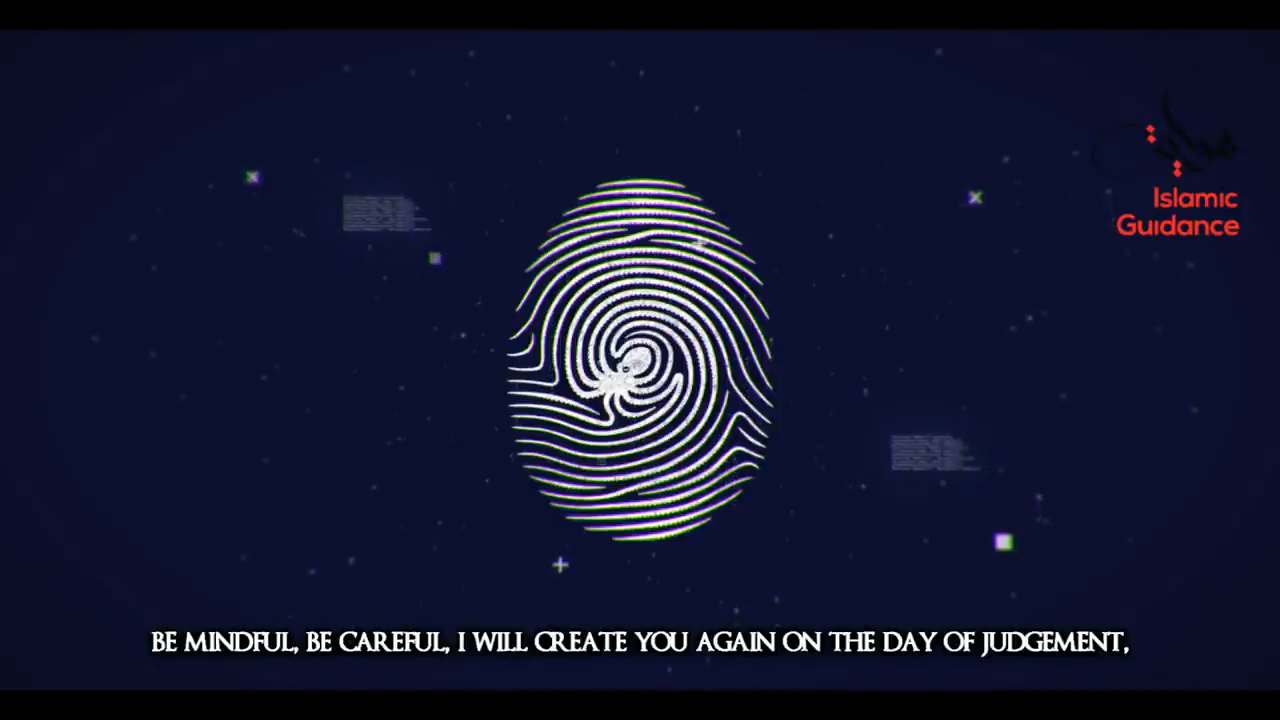 Islamic
Guidance
BE MINDFUL, BE CAREFUL, I WILL CREATE YOU AGAIN ON THE DAY OF JUDGEMENT,